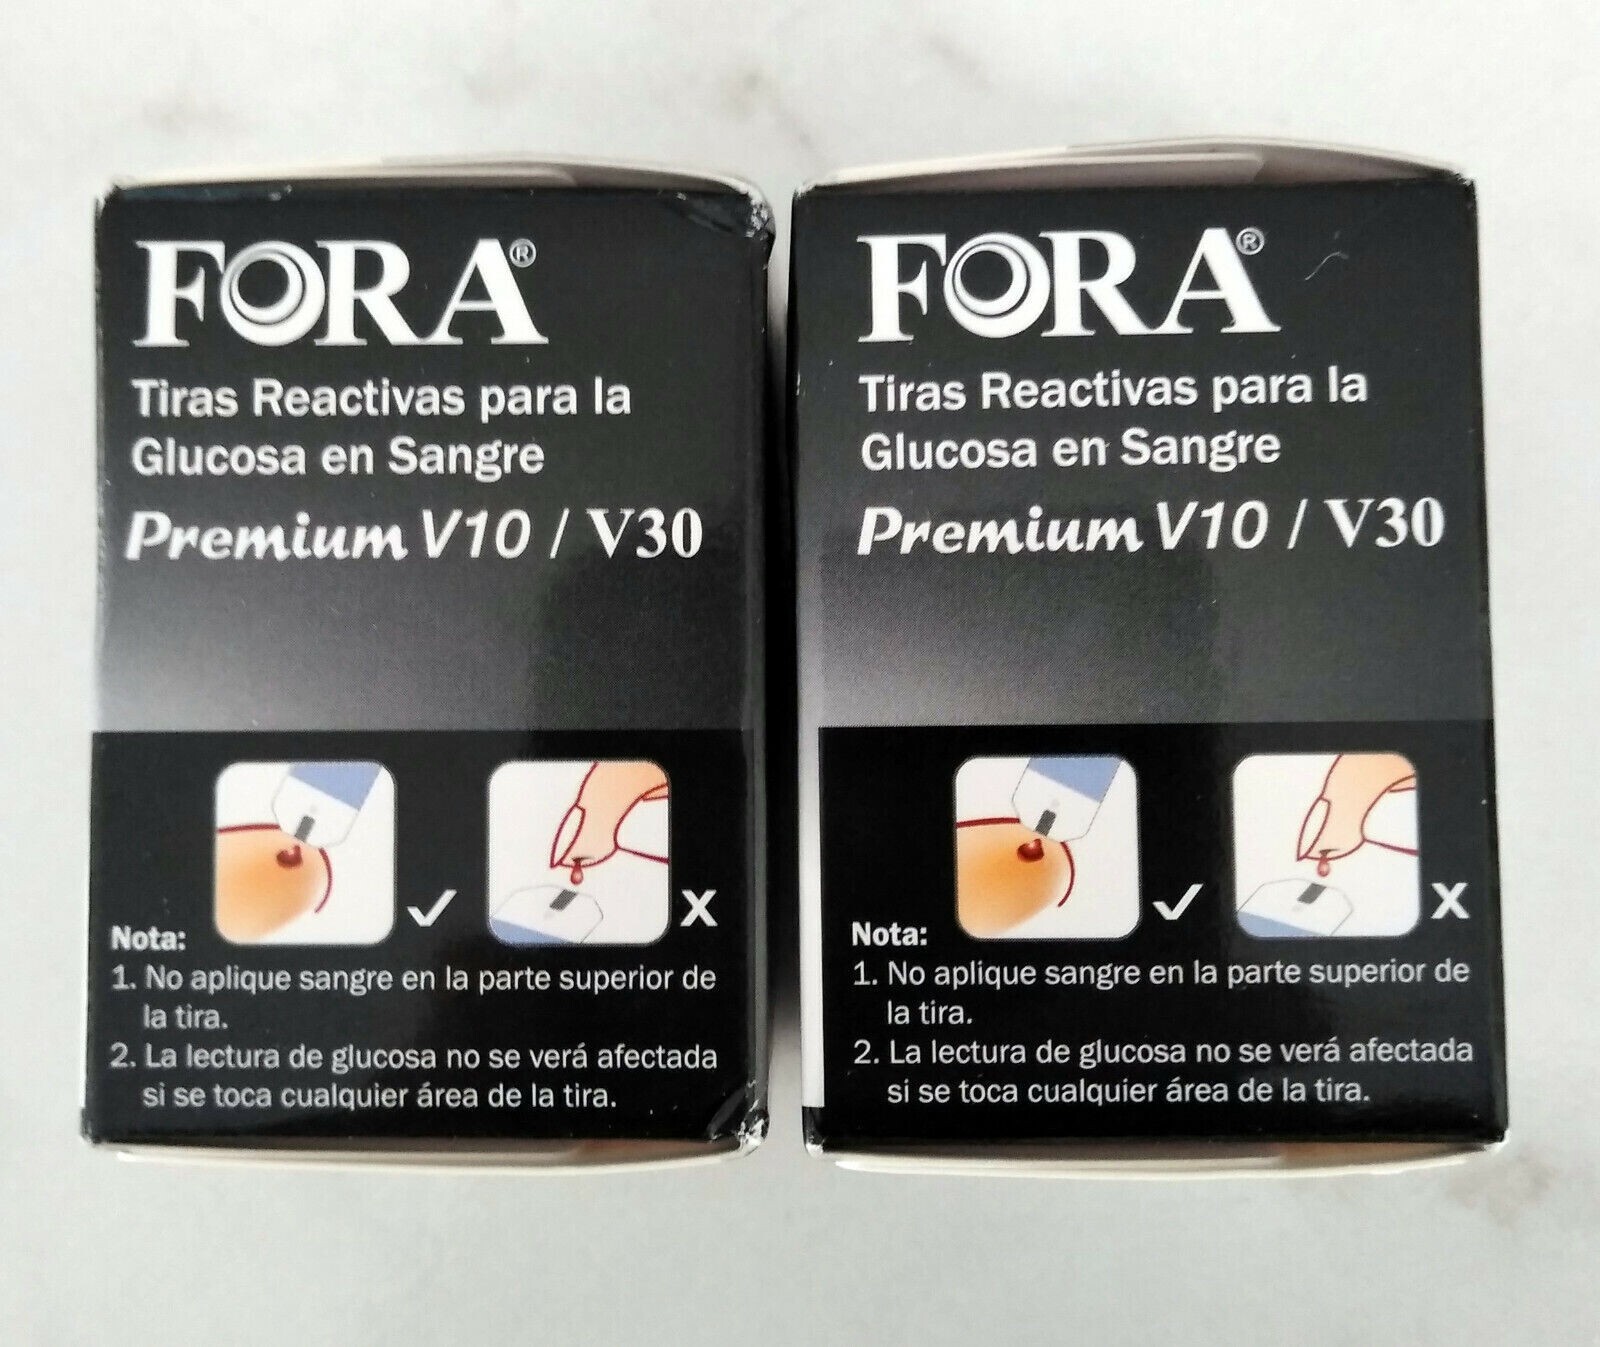 FORA®
Tiras Reactivas para la
Glucosa en Sangre
Premium V10 / V30
Nota:
1. No aplique sangre en la parte superior de
la tira.
2. La lectura de glucosa no se verá afectada
si se toca cualquier área de la tira.
FORA®
Tiras Reactivas para la
Glucosa en Sangre
Premium V10 / V30
Nota:
1. No aplique sangre en la parte superior de
la tira.
2. La lectura de glucosa no se verá afectada
si se toca cualquier área de la tira.